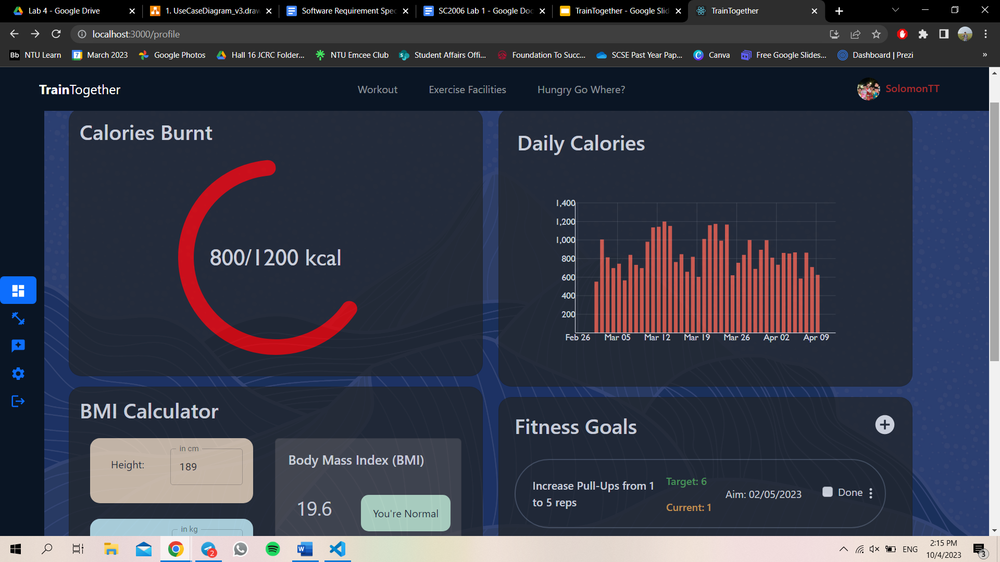 Lab 4 - Google Drive
1. UseCaseDiagram_v3.draw
Software Requirement Spec
SC2006 Lab 1 - Google Doc
TrainTogether - Google Slid
TrainTogether
localhost:3000/profile
Bb NTU Learn
7 March 2023
Google Photos
Hall 16 JCRC Folder...
NTU Emcee Club
Student Affairs Offi...
Foundation To Succ...
SCSE Past Year Pap...
Canva
Free Google Slides...
Dashboard | Prezi
»
TrainTogether
Workout
Exercise Facilities
Hungry Go Where?
SolomonTT
Calories Burnt
800/1200 kcal
Daily Calories
1,400
1,200
1,000
800
600
400
200
Feb 26 Mar 05 Mar 12 Mar 19 Mar 26 Apr 02 Apr 09
BMI Calculator
Height:
in cm
189
in kg
Body Mass Index (BMI)
19.6
You're Normal
Fitness Goals
Increase Pull-Ups from 1
to 5 reps
Target: 6
Current: 1
Aim: 02/05/2023
Done
2
ENG
2:15 PM
10/4/2023
3